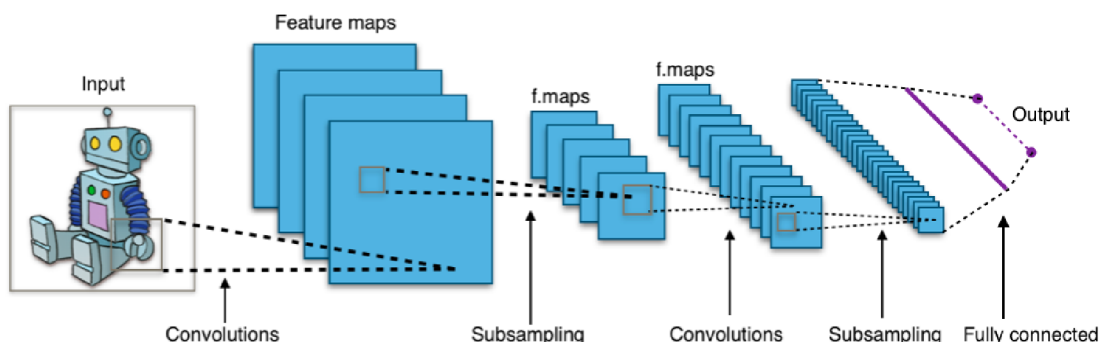 Feature maps
Input
f.maps
f.maps
Output
Convolutions
Subsampling
Convolutions
Subsampling
Fully connected